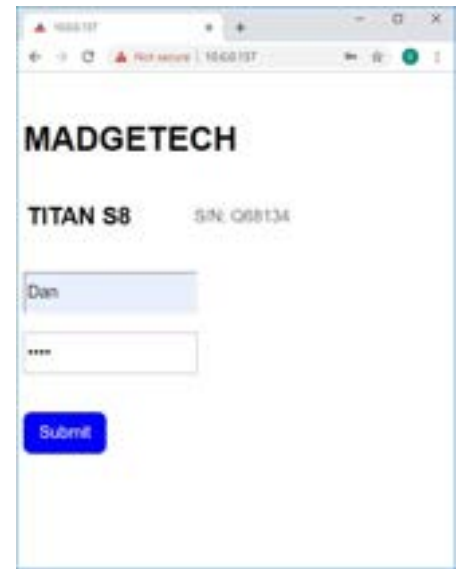 10.0.0.137
Not secure | 10.0.0.137
MADGETECH
TITAN S8 S/N: Q68134
Dan
••••
Submit